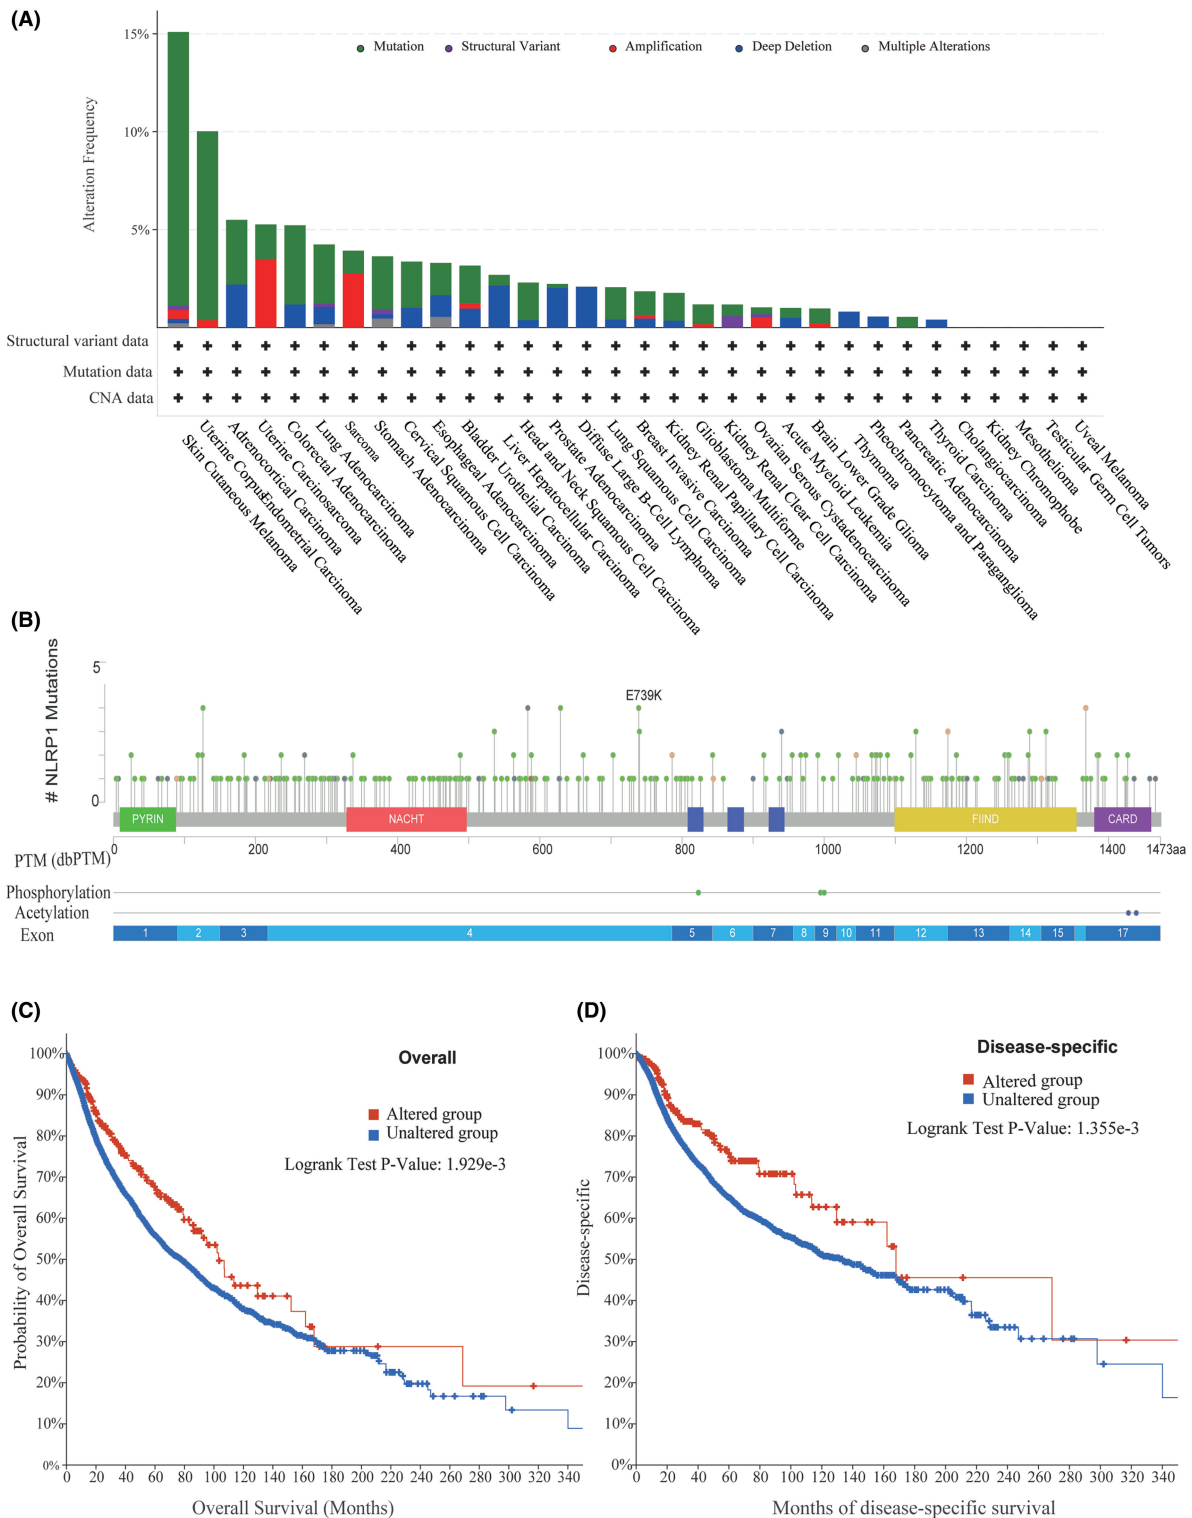 (A)
15%
10%
5%
Alteration Frequency
Mutation
Structural Variant
Amplification
Deep Deletion
Multiple Alterations
Structural variant data
Mutation data
CNA data
Skin Cutaneous Melanoma
Uterine CorpusEndometrial Carcinoma
Adrenocortical Carcinoma
Uterine Carcinosarcoma
Colorectal Adenocarcinoma
Lung Adenocarcinoma
Sarcoma
Stomach Adenocarcinoma
Cervical Squamous Cell Carcinoma
Esophageal Adenocarcinoma
Bladder Urothelial Carcinoma
Liver Hepatocellular Carcinoma
Head and Neck Squamous Cell Carcinoma
Prostate Adenocarcinoma
Diffuse Large B-Cell Lymphoma
Lung Squamous Cell Carcinoma
Breast Invasive Carcinoma
Kidney Renal Papillary Cell Carcinoma
Glioblastoma Multiforme
Kidney Renal Clear Cell Carcinoma
Ovarian Serous Cystadenocarcinoma
Acute Myeloid Leukemia
Brain Lower Grade Glioma
Thymoma
Pheochromocytoma and Paraganglioma
Pancreatic Adenocarcinoma
Thyroid Carcinoma
Cholangiocarcinoma
Kidney Chromophobe
Mesothelioma
Testicular Germ Cell Tumors
Uveal Melanoma
(B)
# NLRP1 Mutations
5
0
E739K
PYRIN
NACHT
FIIND
CARD
0
200
400
600
800
1000
1200
1400
1473aa
PTM (dbPTM)
Phosphorylation
Acetylation
Exon
1
2
3
4
5
6
7
8
9
10
11
12
13
14
15
17
(C)
Overall
Altered group
Unaltered group
Logrank Test P-Value: 1.929e-3
Probability of Overall Survival
100%
90%
80%
70%
60%
50%
40%
30%
20%
10%
0%
0 20 40 60 80 100 120 140 160 180 200 220 240 260 280 300 320 340
Overall Survival (Months)
(D)
Disease-specific
Altered group
Unaltered group
Logrank Test P-Value: 1.355e-3
Disease-specific
100%
90%
80%
70%
60%
50%
40%
30%
20%
10%
0%
0 20 40 60 80 100 120 140 160 180 200 220 240 260 280 300 320 340
Months of disease-specific survival